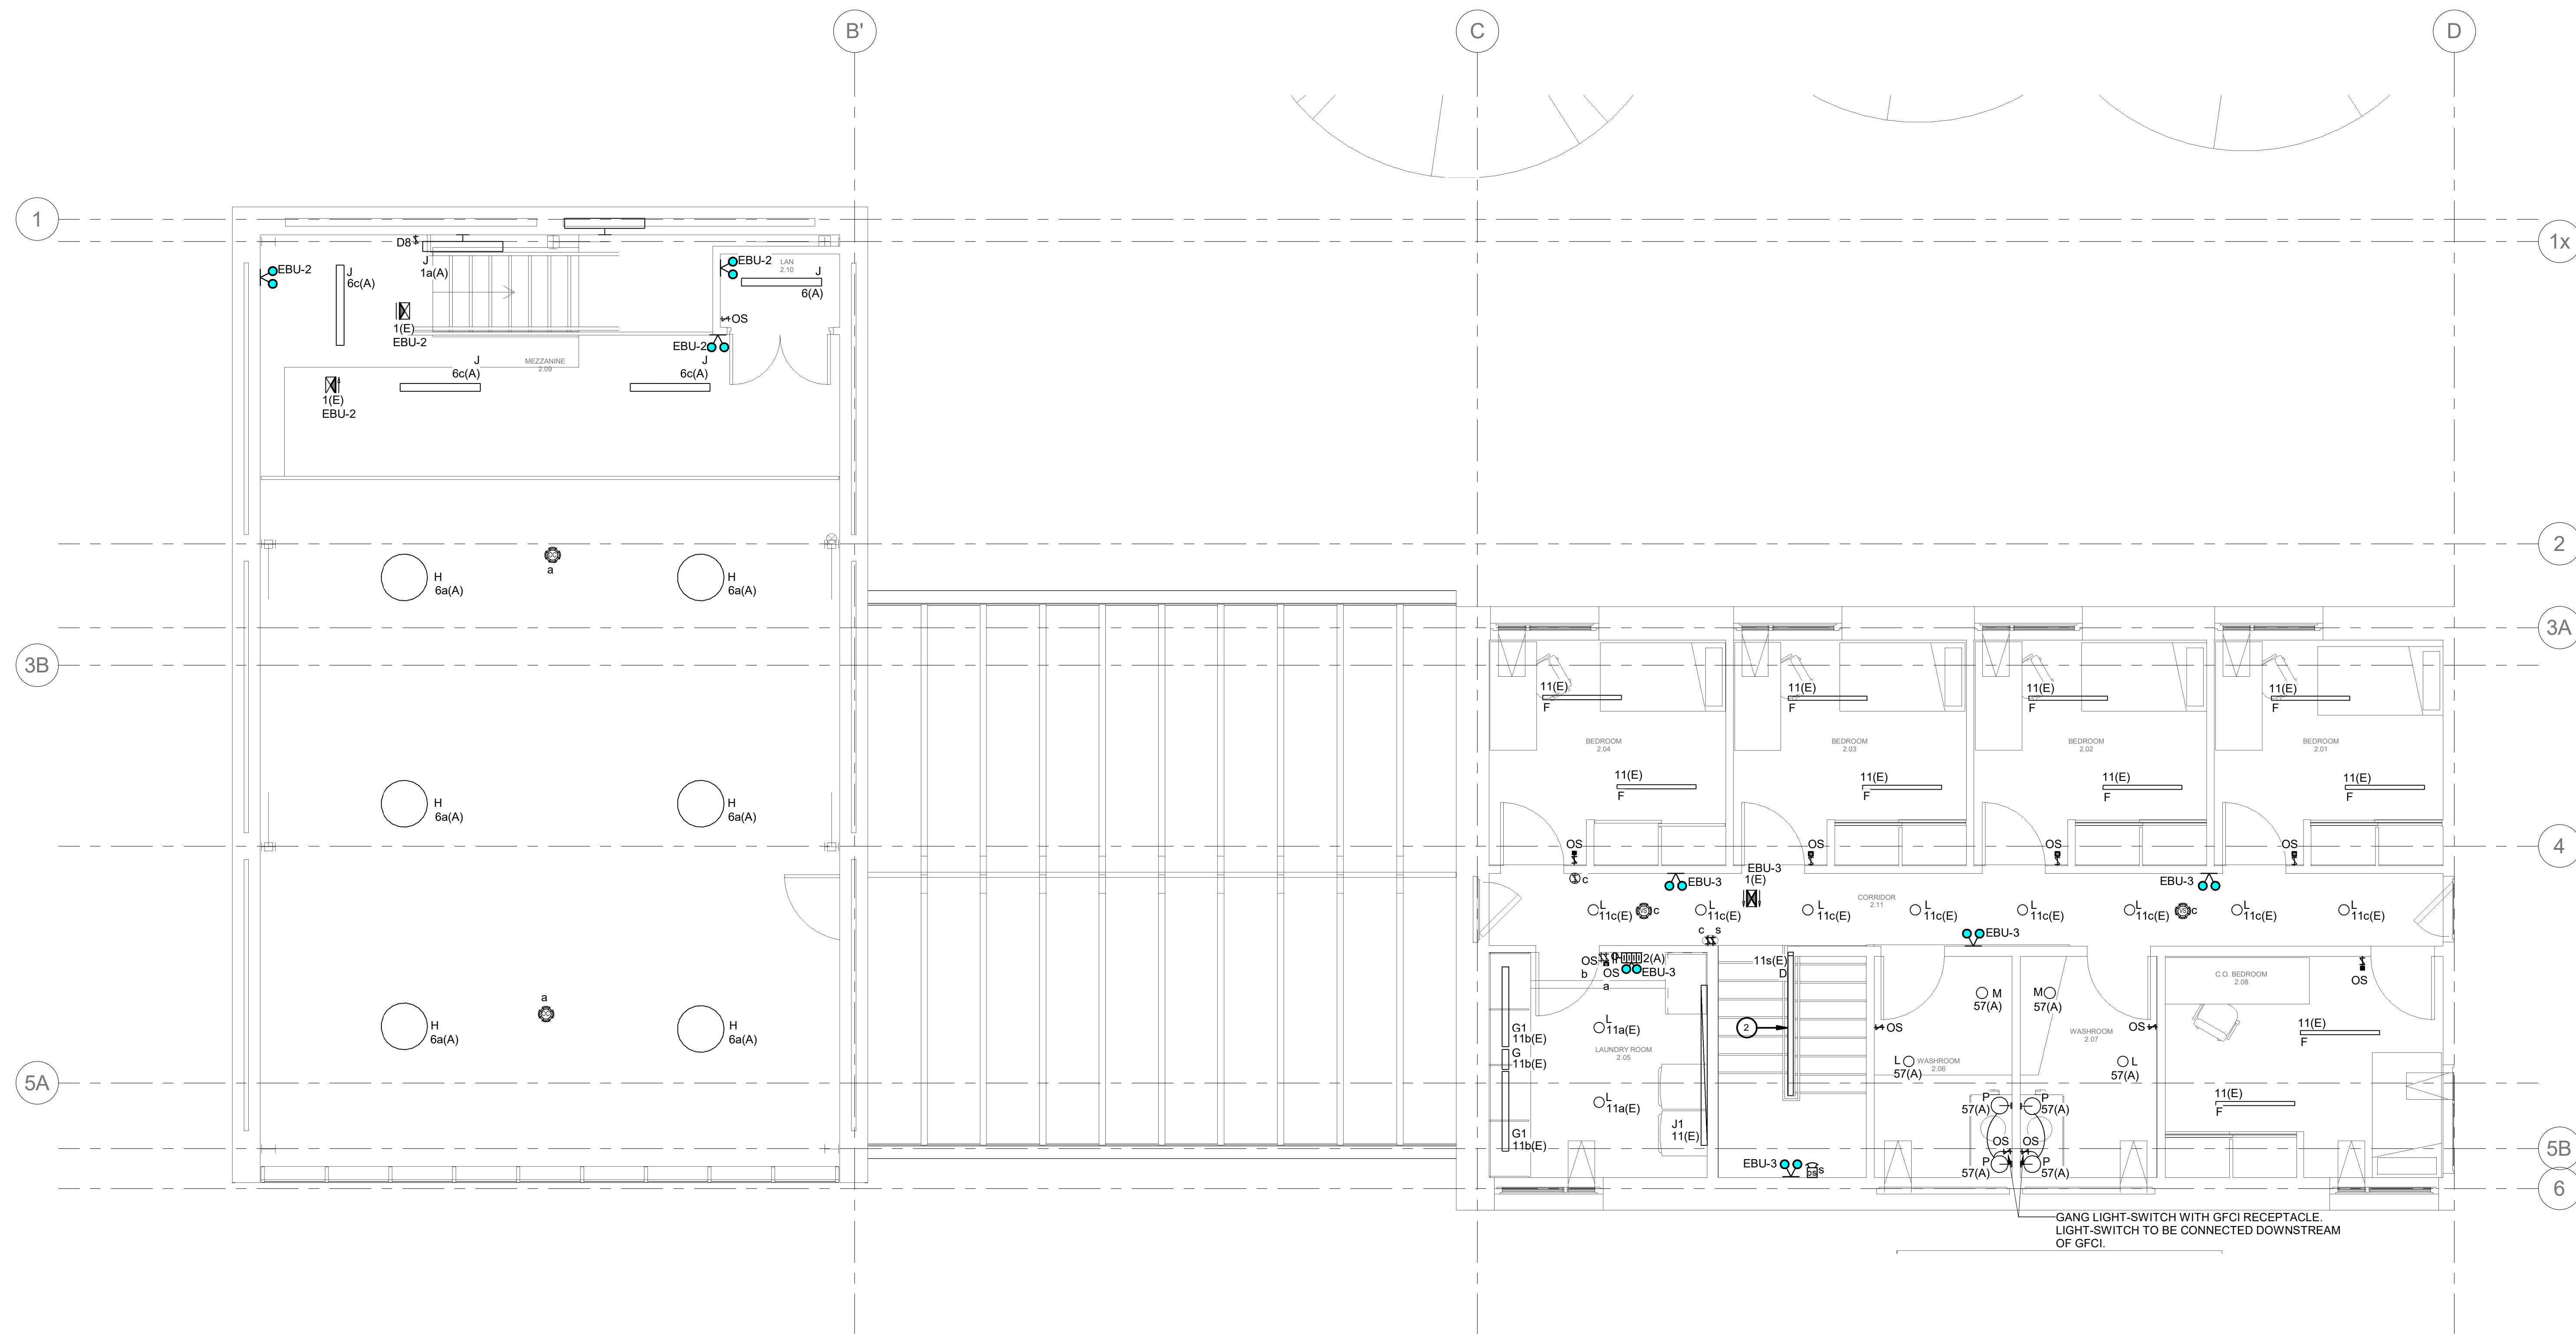 B'
C
D
1
1x
D8
J
1a(A)
EBU-2
J
6c(A)
EBU-2
LAN
2.10
J
6(A)
1(E)
EBU-2
OS
EBU-2
MEZZANINE
2.09
J
6c(A)
J
6c(A)
1(E)
EBU-2
2
a
H
6a(A)
H
6a(A)
3A
3B
11(E)
F
11(E)
F
11(E)
F
11(E)
F
BEDROOM
2.04
BEDROOM
2.03
BEDROOM
2.02
BEDROOM
2.01
11(E)
F
11(E)
F
11(E)
F
11(E)
F
H
6a(A)
H
6a(A)
4
OS
OS
OS
OS
c
EBU-3
EBU-3
1(E)
EBU-3
CORRIDOR
2.11
L
11c(E)
c
L
11c(E)
L
11c(E)
L
11c(E)
L
11c(E)
L
11c(E)
c
L
11c(E)
L
11c(E)
c s
EBU-3
OS
b
OS
a
2(A)
EBU-3
11s(E)
D
C.O. BEDROOM
2.08
OS
a
H
6a(A)
H
6a(A)
M
57(A)
M
57(A)
G1
11b(E)
G
11b(E)
L
11a(E)
LAUNDRY ROOM
2.05
2
OS
L
57(A)
WASHROOM
2.06
WASHROOM
2.07
OS
L
57(A)
11(E)
F
5A
L
11a(E)
P
57(A)
P
57(A)
11(E)
F
G1
11b(E)
J1
11(E)
OS
OS
5B
EBU-3
DS
s
P
57(A)
P
57(A)
6
GANG LIGHT-SWITCH WITH GFCI RECEPTACLE.
LIGHT-SWITCH TO BE CONNECTED DOWNSTREAM
OF GFCI.